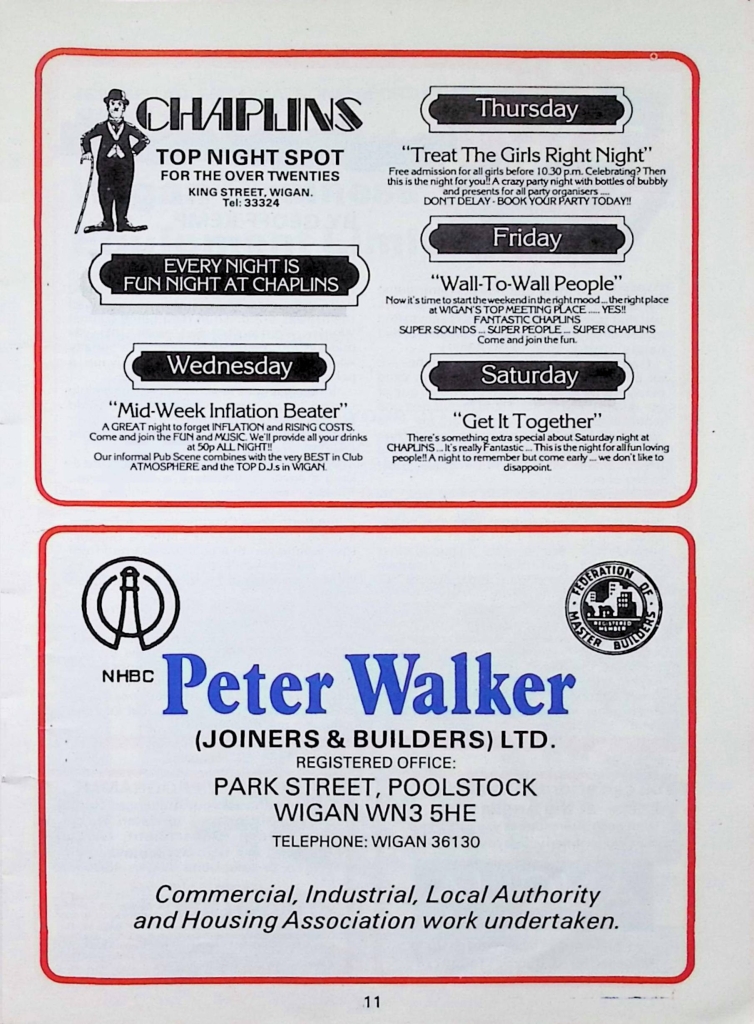 CHAPLINS
TOP NIGHT SPOT
FOR THE OVER TWENTIES
KING STREET, WIGAN.
Tel: 33324
EVERY NIGHT IS
FUN NIGHT AT CHAPLINS
Wednesday
"Mid-Week Inflation Beater"
A GREAT night to forget INFLATION and RISING COSTS.
Come and join the FUN and MUSIC. We'll provide all your drinks
at 50p ALL NIGHT!!
Our informal Pub Scene combines with the very BEST in Club
ATMOSPHERE and the TOP D.J.s in WIGAN.
Thursday
"Treat The Girls Right Night"
Free admission for all girls before 10.30 p.m. Celebrating? Then
this is the night for you!! A crazy party night with bottles of bubbly
and presents for all party organisers ....
DON'T DELAY - BOOK YOUR PARTY TODAY!!
Friday
"Wall-To-Wall People"
Now it's time to start the weekend in the right mood ... the right place
at WIGAN'S TOP MEETING PLACE ..... YES!!
FANTASTIC CHAPLINS
SUPER SOUNDS ... SUPER PEOPLE ... SUPER CHAPLINS
Come and join the fun.
Saturday
"Get It Together"
There's something extra special about Saturday night at
CHAPLINS ... It's really Fantastic ... This is the night for all fun loving
people!! A night to remember but come early ... we don't like to
disappoint.
NHBC
FEDERATION OF
MASTER BUILDERS
REGISTERED
MEMBER
Peter Walker
(JOINERS & BUILDERS) LTD.
REGISTERED OFFICE:
PARK STREET, POOLSTOCK
WIGAN WN3 5HE
TELEPHONE: WIGAN 36130
Commercial, Industrial, Local Authority
and Housing Association work undertaken.
11